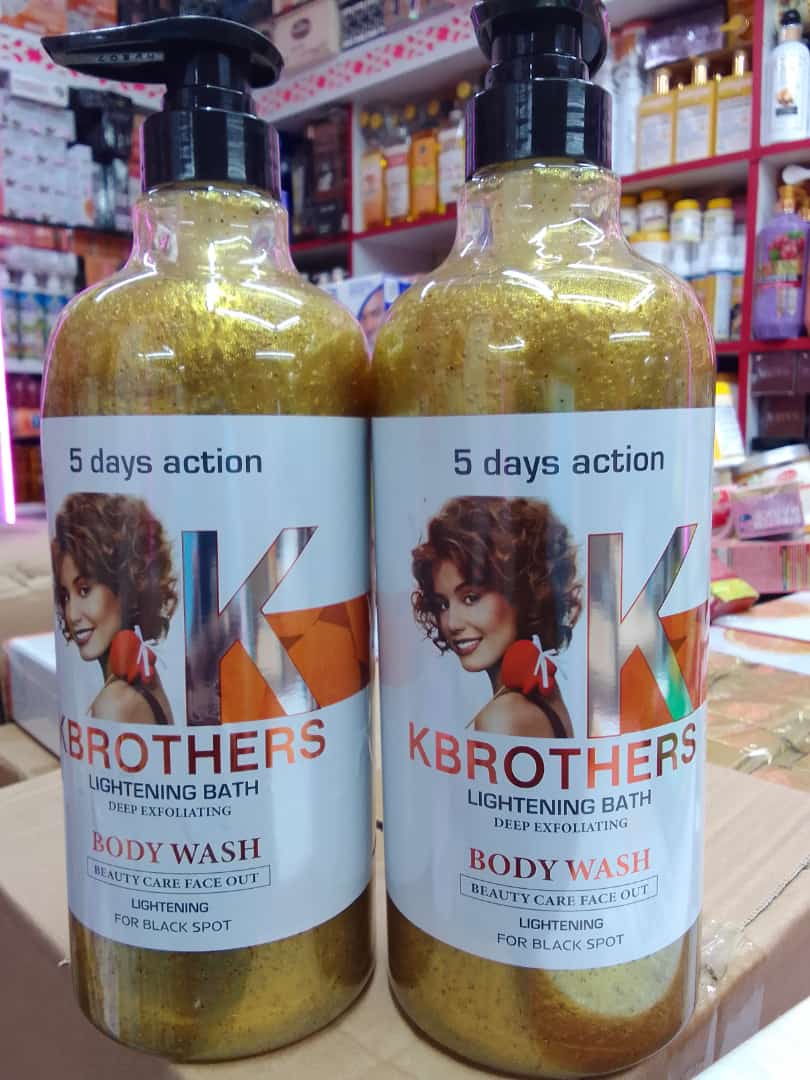 5 days action
K
KBROTHERS
LIGHTENING BATH
DEEP EXFOLIATING
BODY WASH
BEAUTY CARE FACE OUT
LIGHTENING
FOR BLACK SPOT
5 days action
K
KBROTHERS
LIGHTENING BATH
DEEP EXFOLIATING
BODY WASH
BEAUTY CARE FACE OUT
LIGHTENING
FOR BLACK SPOT